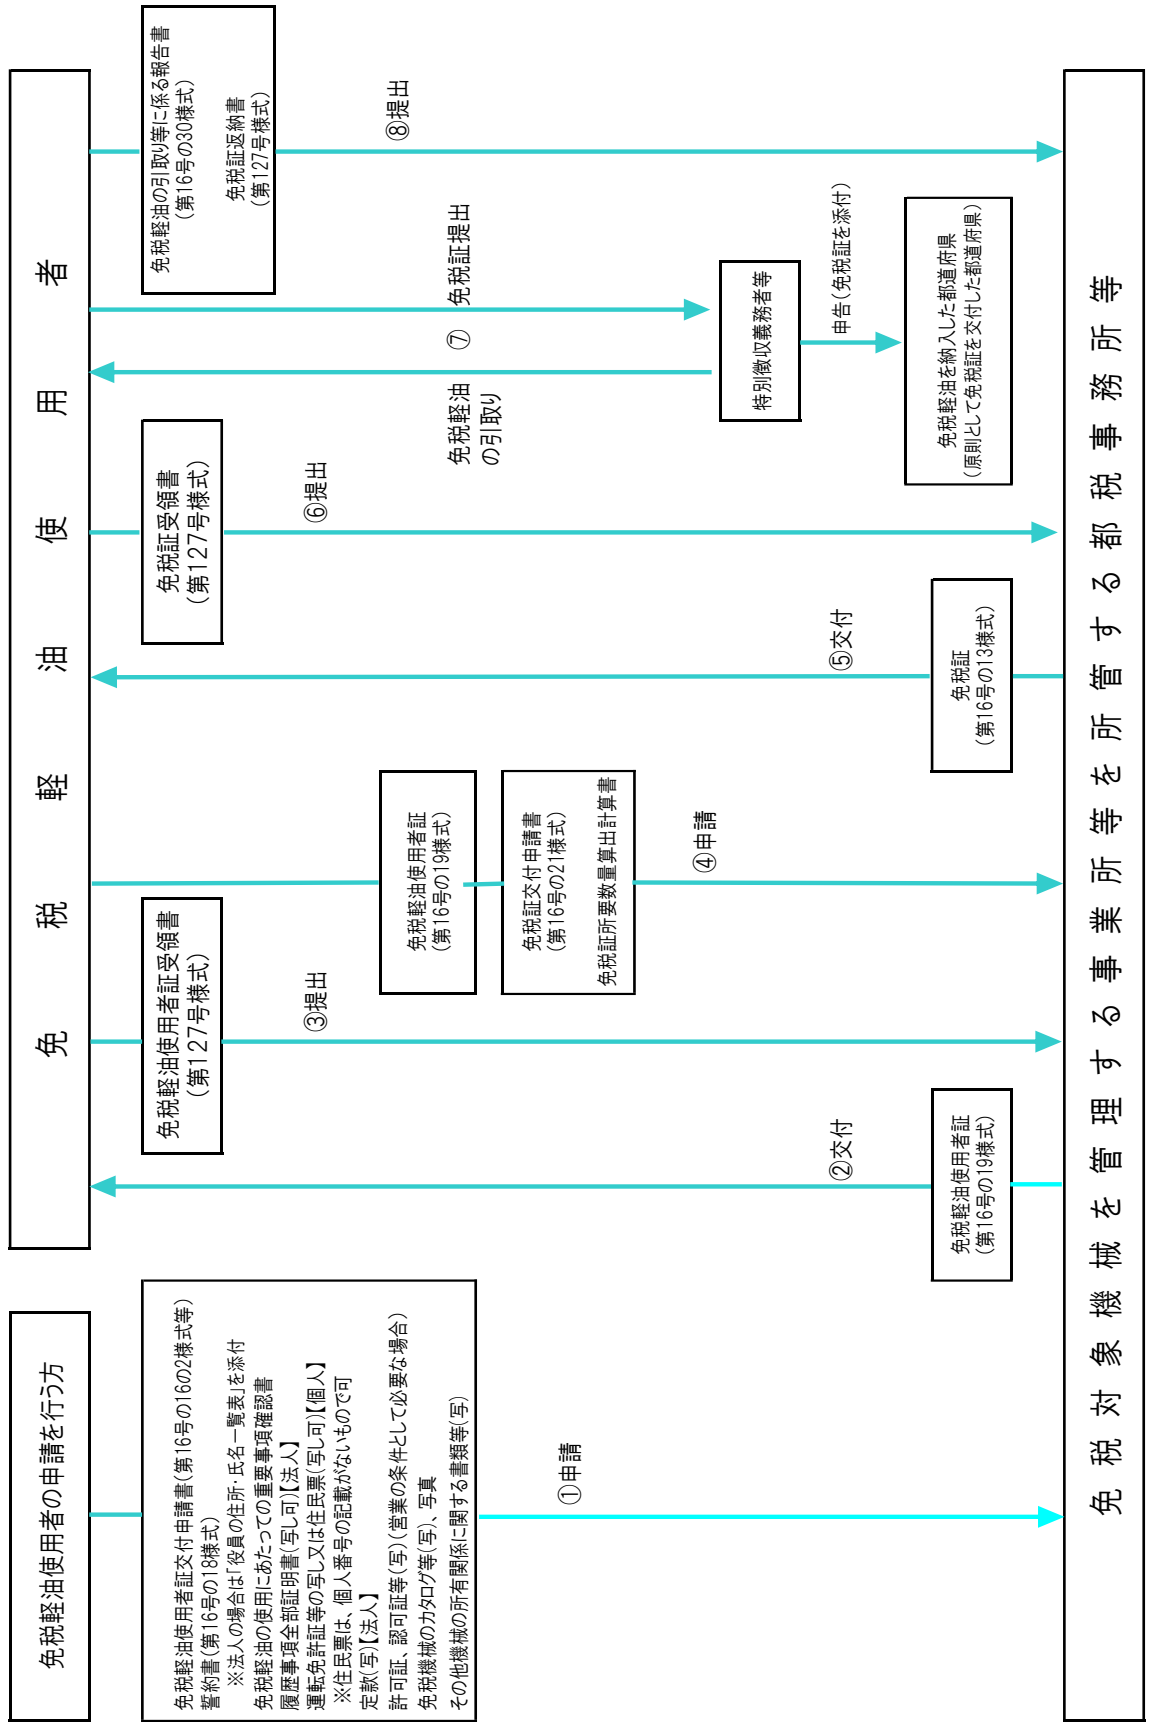 免税軽油使用者の申請を行う方
免税軽油使用者
免税軽油使用者証交付申請書(第16号の16の2様式等)
誓約書(第16号の18様式)
※法人の場合は「役員の住所・氏名一覧表」を添付
免税軽油の使用にあたっての重要事項確認書
履歴事項全部証明書(写し可)【法人】
運転免許証等の写し又は住民票(写し可)【個人】
※住民票は、個人番号の記載がないもので可
定款(写)【法人】
許可証、認可証等(写)(営業の条件として必要な場合)
免税機械のカタログ等(写)、写真
その他機械の所有関係に関する書類等(写)
①申請
免税軽油使用者証
(第16号の19様式)
②交付
免税軽油使用者証受領書
(第127号様式)
③提出
免税軽油使用者証
(第16号の19様式)
免税証交付申請書
(第16号の21様式)
免税証所要数量算出計算書
④申請
免税証
(第16号の13様式)
⑤交付
免税証受領書
(第127号様式)
⑥提出
免税軽油
の引取り
⑦
免税証提出
特別徴収義務者等
申告(免税証を添付)
免税軽油を納入した都道府県
(原則として免税証を交付した都道府県)
免税軽油の引取り等に係る報告書
(第16号の30様式)
免税証返納書
(第127号様式)
⑧提出
免税対象機械を管理する事業所等を所管する都税事務所等